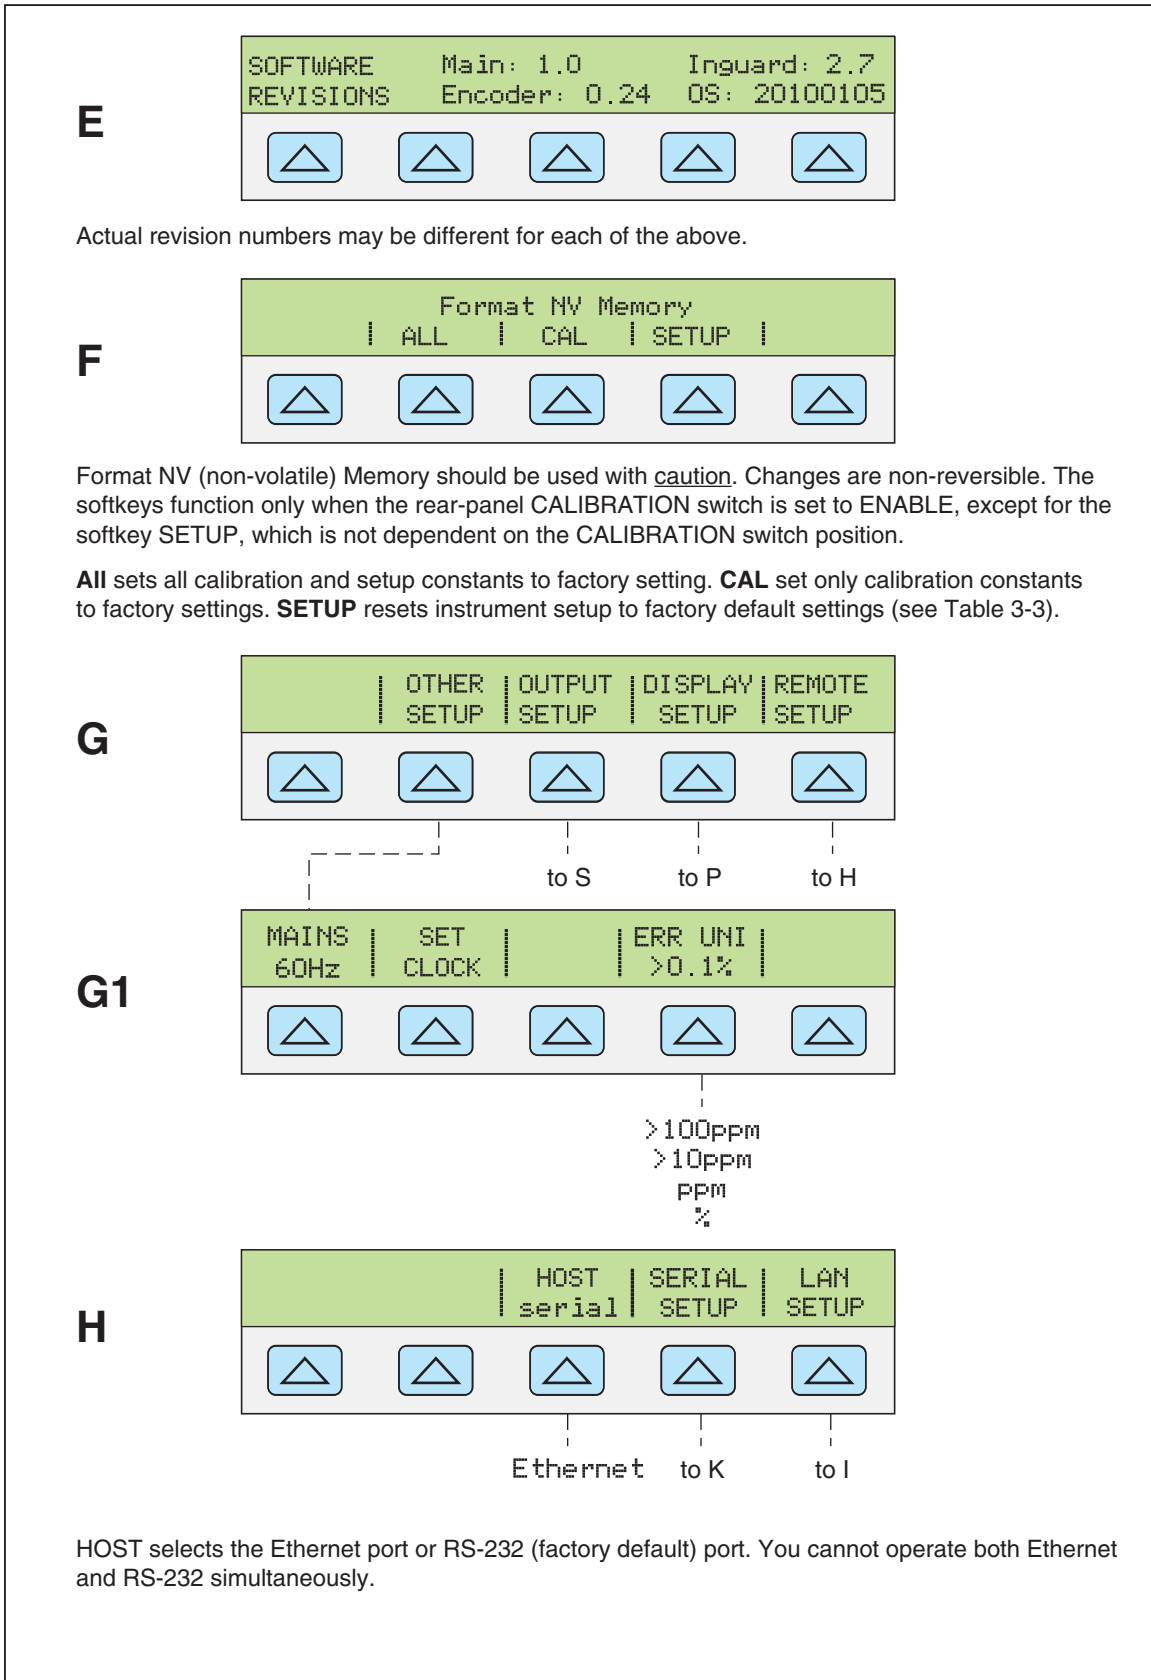 SOFTWARE Main: 1.0 Inguard: 2.7
REVISIONS Encoder: 0.24 OS: 20100105
E
Actual revision numbers may be different for each of the above.
Format NV Memory
ALL CAL SETUP
F
Format NV (non-volatile) Memory should be used with caution. Changes are non-reversible. The
softkeys function only when the rear-panel CALIBRATION switch is set to ENABLE, except for the
softkey SETUP, which is not dependent on the CALIBRATION switch position.
All sets all calibration and setup constants to factory setting. CAL set only calibration constants
to factory settings. SETUP resets instrument setup to factory default settings (see Table 3-3).
OTHER OUTPUT DISPLAY REMOTE
SETUP SETUP SETUP SETUP
G
to S to P to H
MAINS SET ERR UNI
60Hz CLOCK >0.1%
G1
>100ppm
>10ppm
ppm
%
HOST SERIAL LAN
serial SETUP SETUP
H
Ethernet to K to I
HOST selects the Ethernet port or RS-232 (factory default) port. You cannot operate both Ethernet
and RS-232 simultaneously.